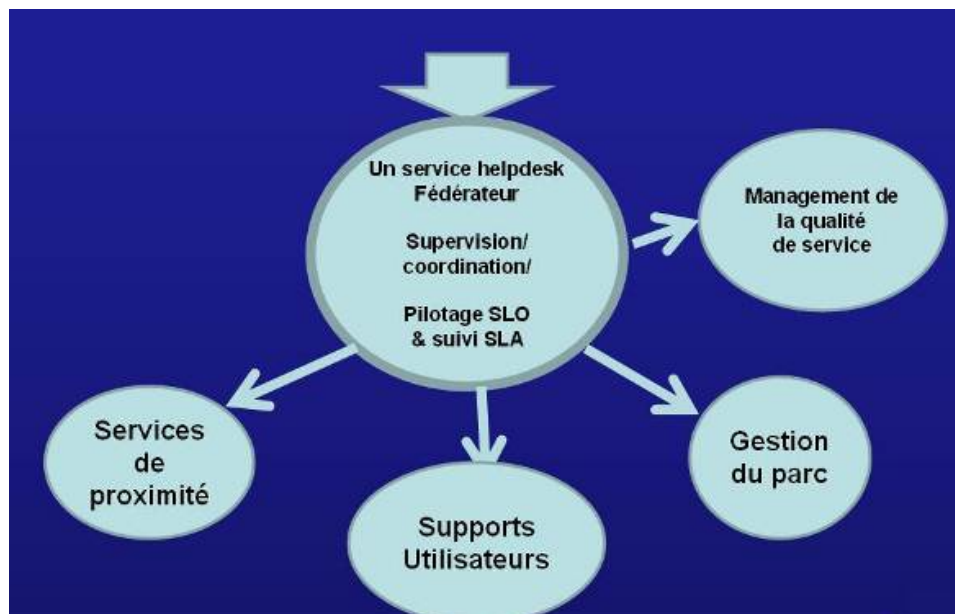 Un service helpdesk
Fédérateur
Supervision/
coordination/
Pilotage SLO
& suivi SLA
Management de
la qualité
de service
Services
de
proximité
Supports
Utilisateurs
Gestion
du parc